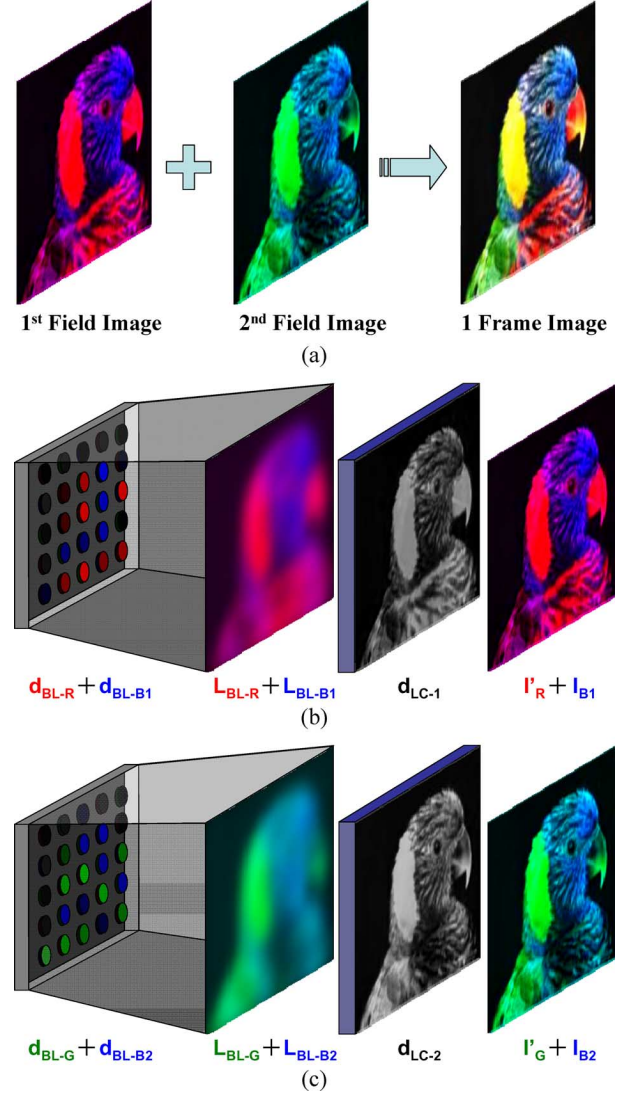 1st Field Image 2nd Field Image 1 Frame Image
(a)
dBL-R + dBL-B1 LBL-R + LBL-B1 dLC-1 I'R + IB1
(b)
dBL-G + dBL-B2 LBL-G + LBL-B2 dLC-2 I'G + IB2
(c)